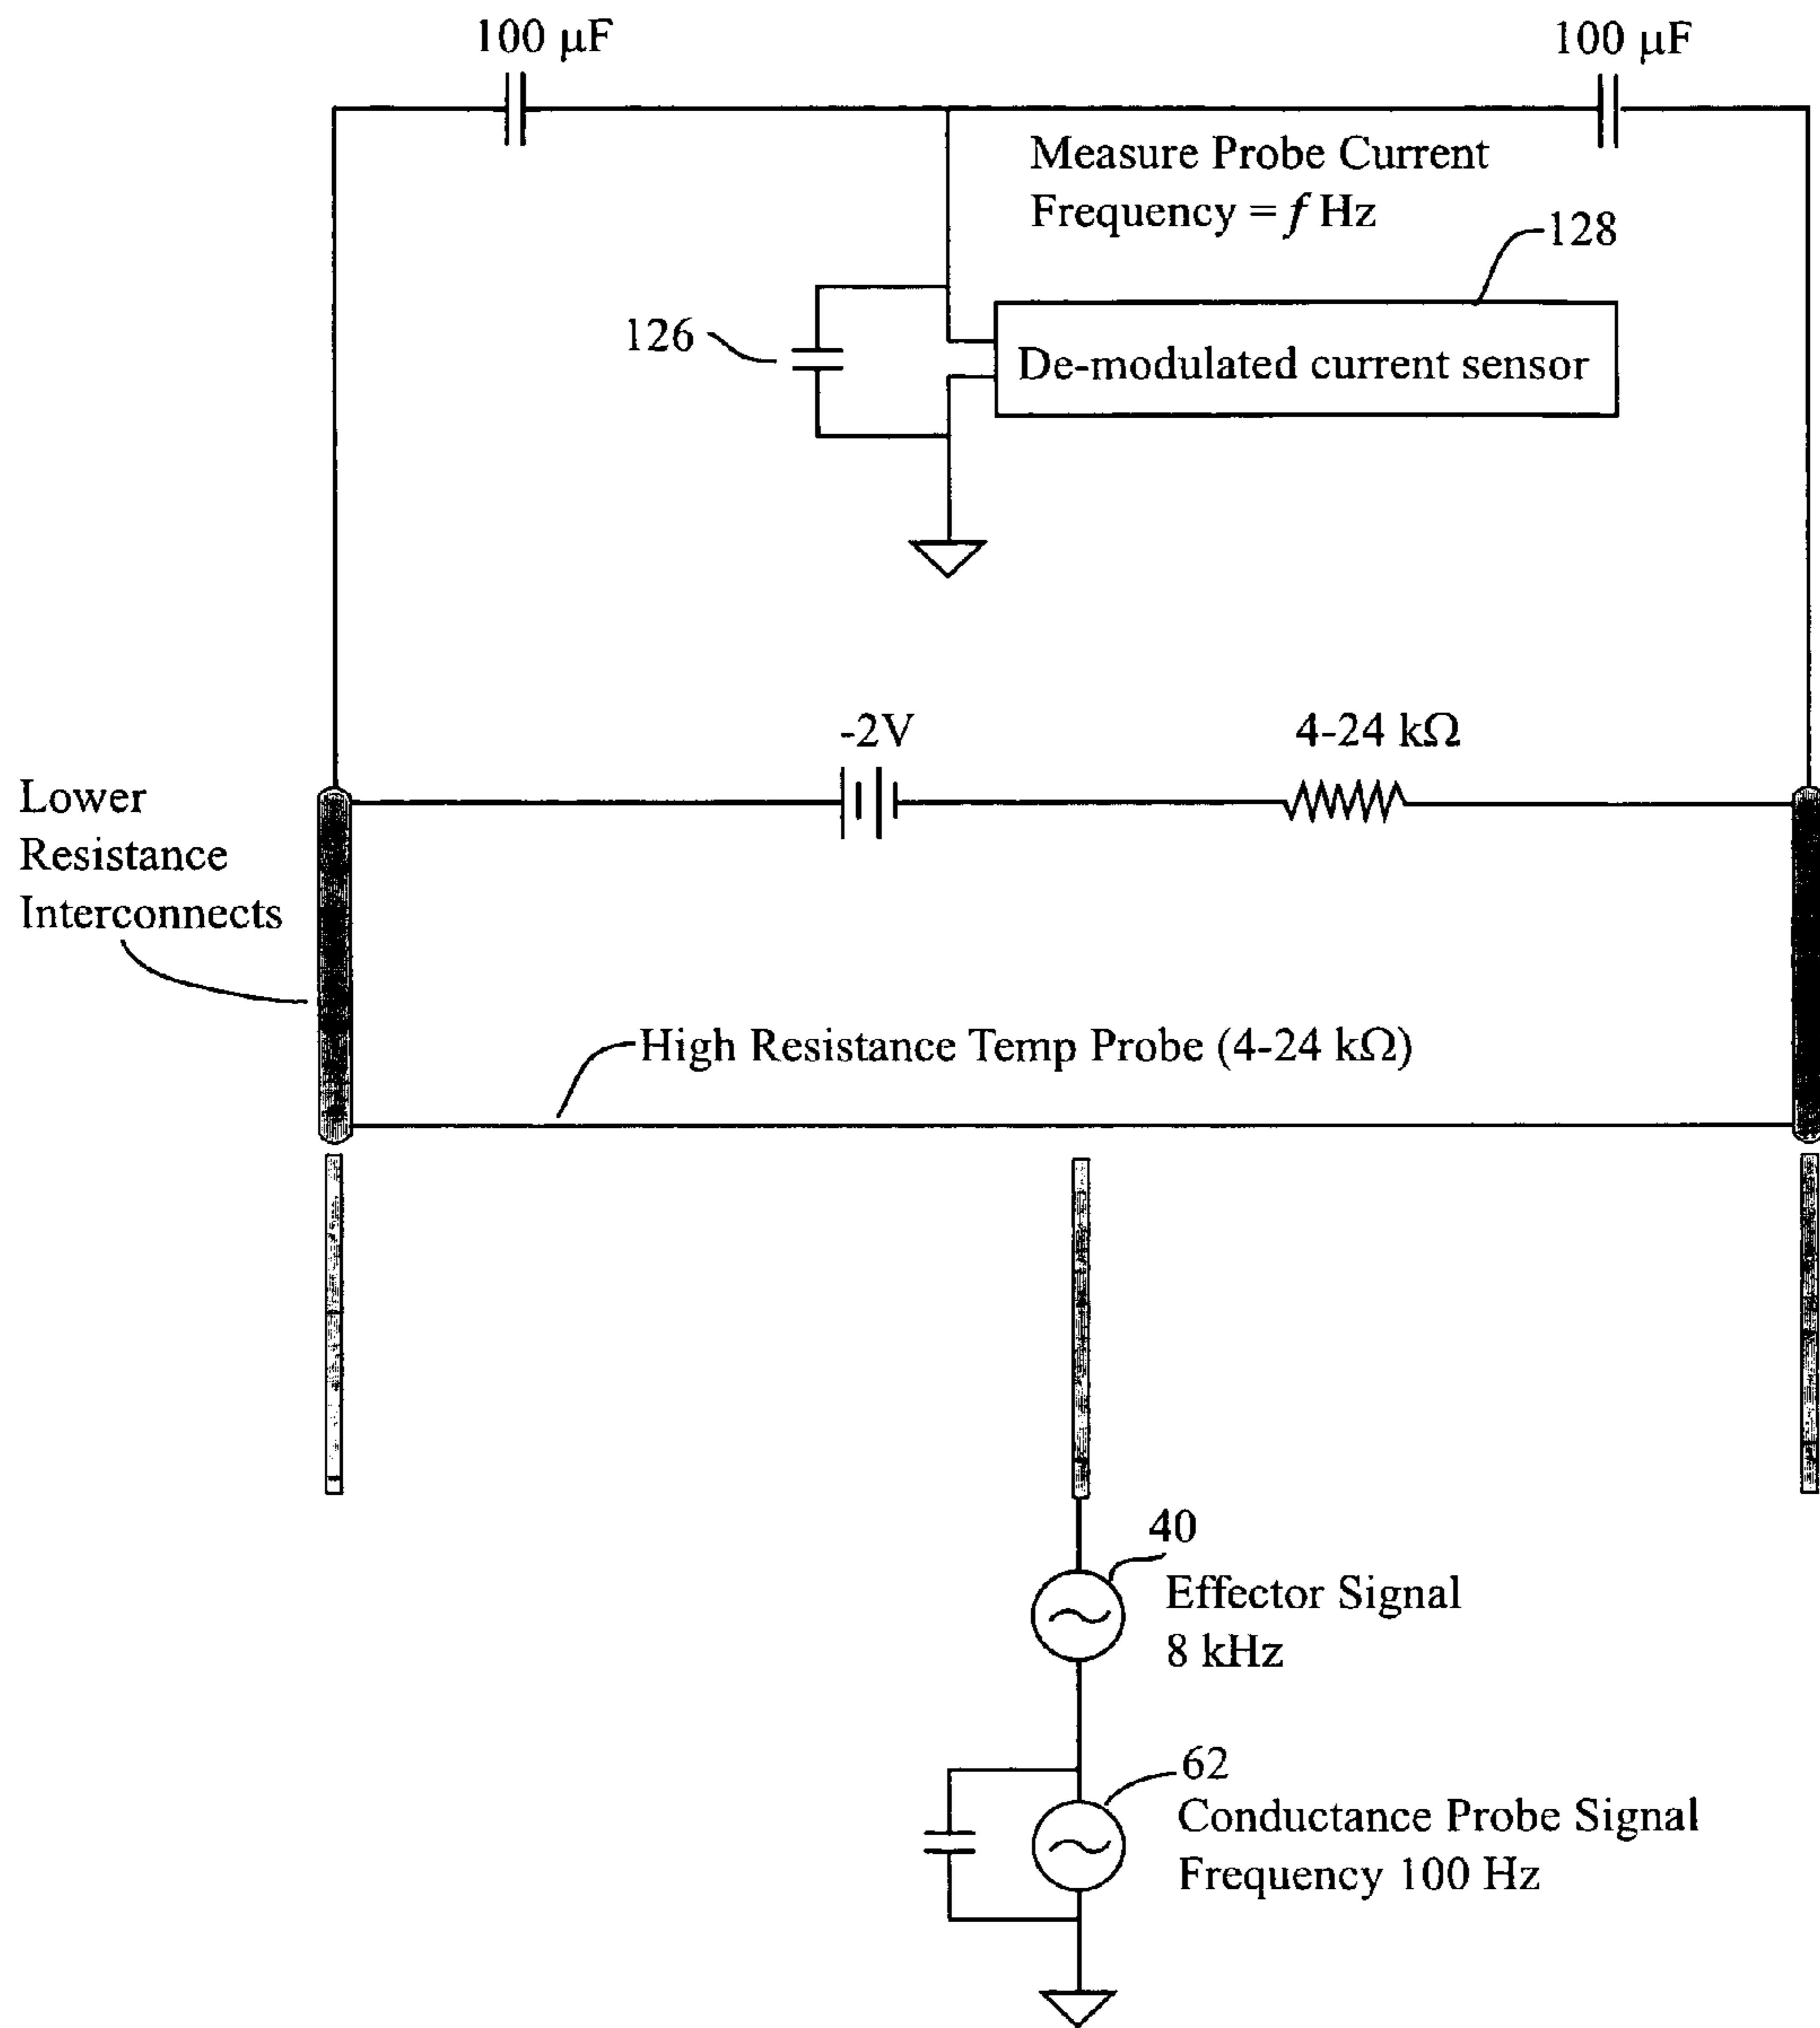 100 μF
100 μF
Measure Probe Current
Frequency = f Hz
128
126
De-modulated current sensor
-2V
4-24 kΩ
Lower
Resistance
Interconnects
High Resistance Temp Probe (4-24 kΩ)
40
Effector Signal
8 kHz
62
Conductance Probe Signal
Frequency 100 Hz